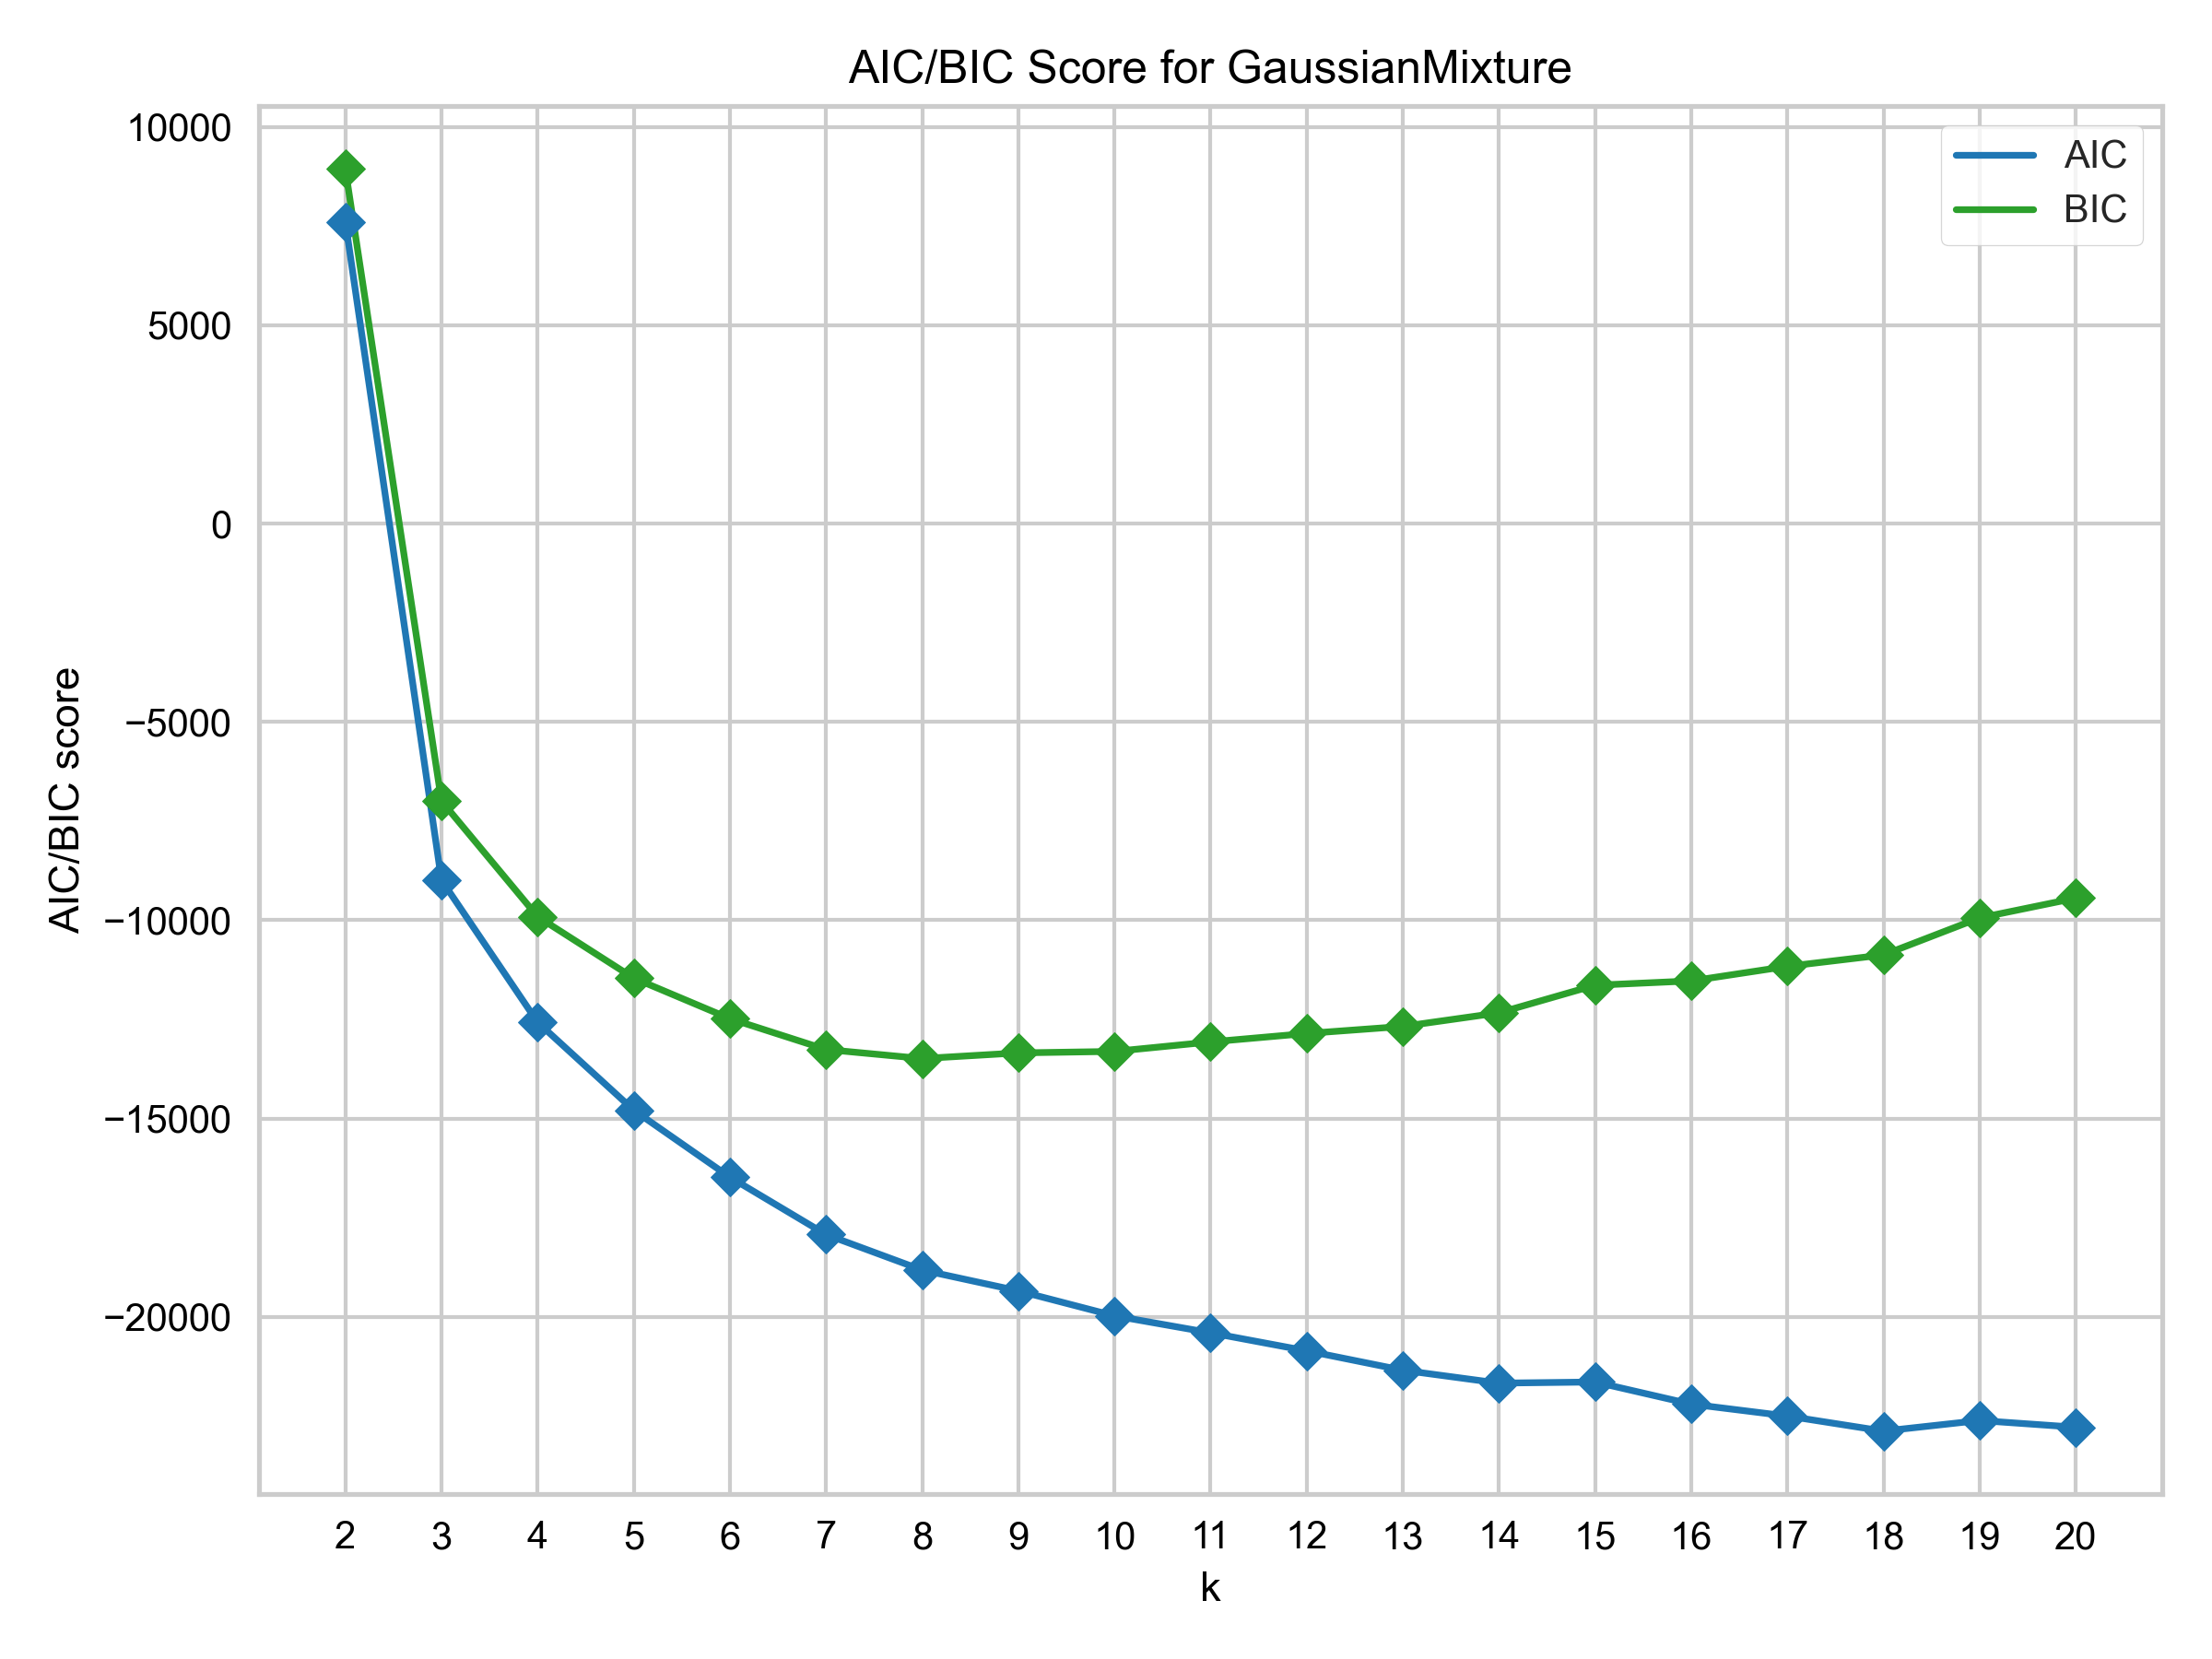 AIC/BIC Score for GaussianMixture
AIC
BIC
10000
5000
0
−5000
−10000
−15000
−20000
AIC/BIC score
2 3 4 5 6 7 8 9 10 11 12 13 14 15 16 17 18 19 20
k